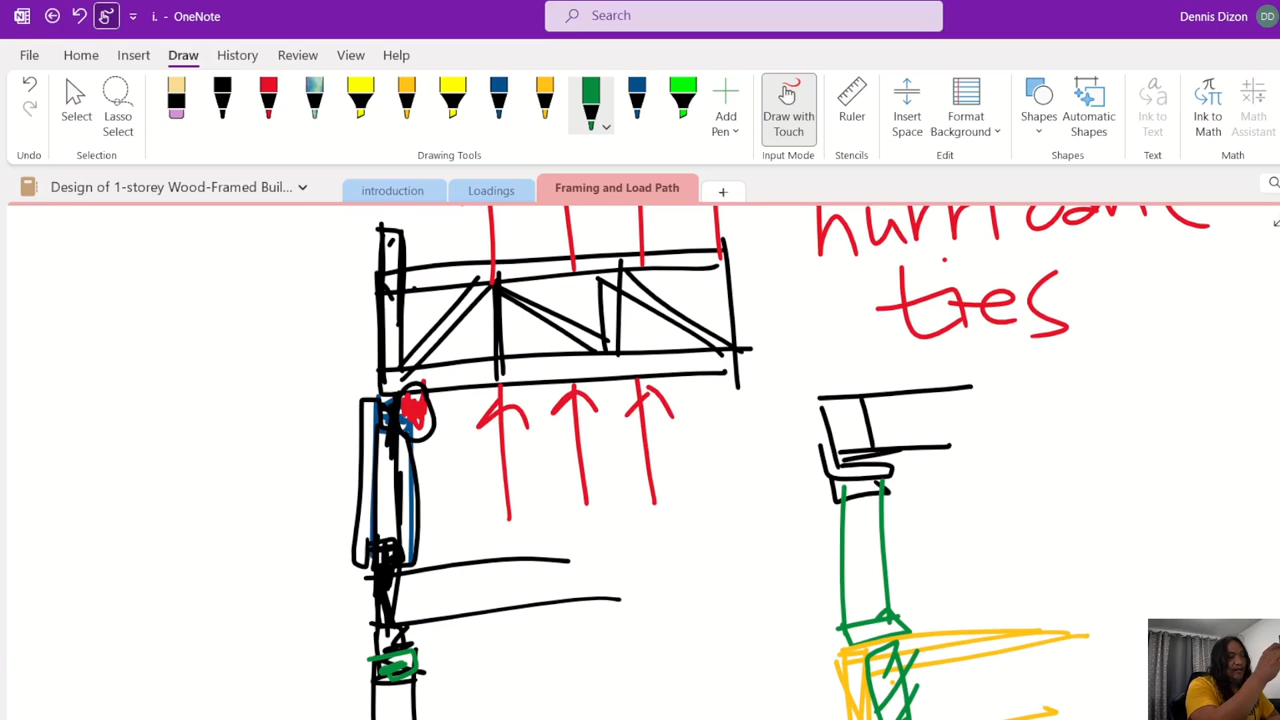 i. - OneNote
Search
Dennis Dizon
DD
File
Home
Insert
Draw
History
Review
View
Help
Select
Lasso
Select
Add
Pen
Draw with
Touch
Ruler
Insert
Space
Format
Background
Shapes
Automatic
Shapes
Ink to
Text
Ink to
Math
Math
Assistant
Undo
Selection
Drawing Tools
Input Mode
Stencils
Edit
Shapes
Text
Math
Design of 1-storey Wood-Framed Buil...
introduction
Loadings
Framing and Load Path
+
hurricane
ties